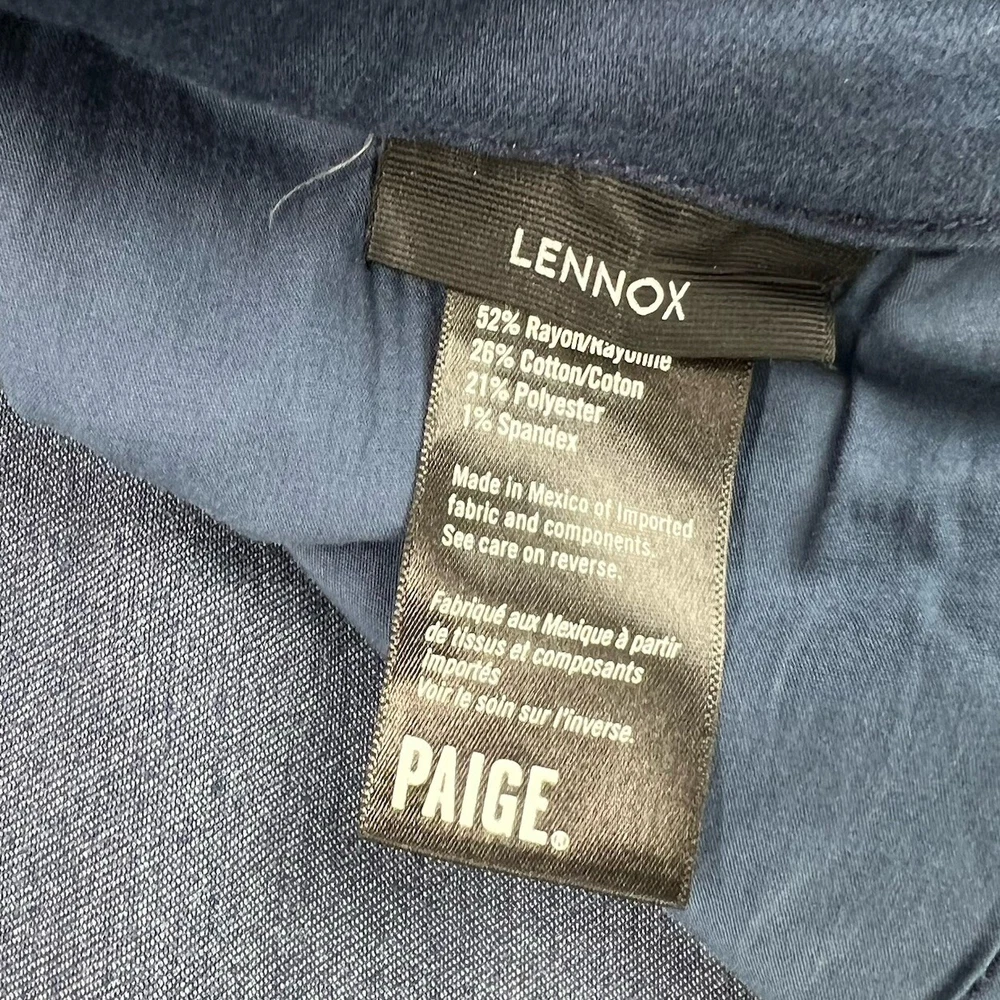 LENNOX
52% Rayon/Rayonne
26% Cotton/Coton
21% Polyester
1% Spandex
Made in Mexico of Imported
fabric and components.
See care on reverse.
Fabriqué aux Mexique à partir
de tissus et composants
importés
Voir le soin sur l'inverse.
PAIGE.®